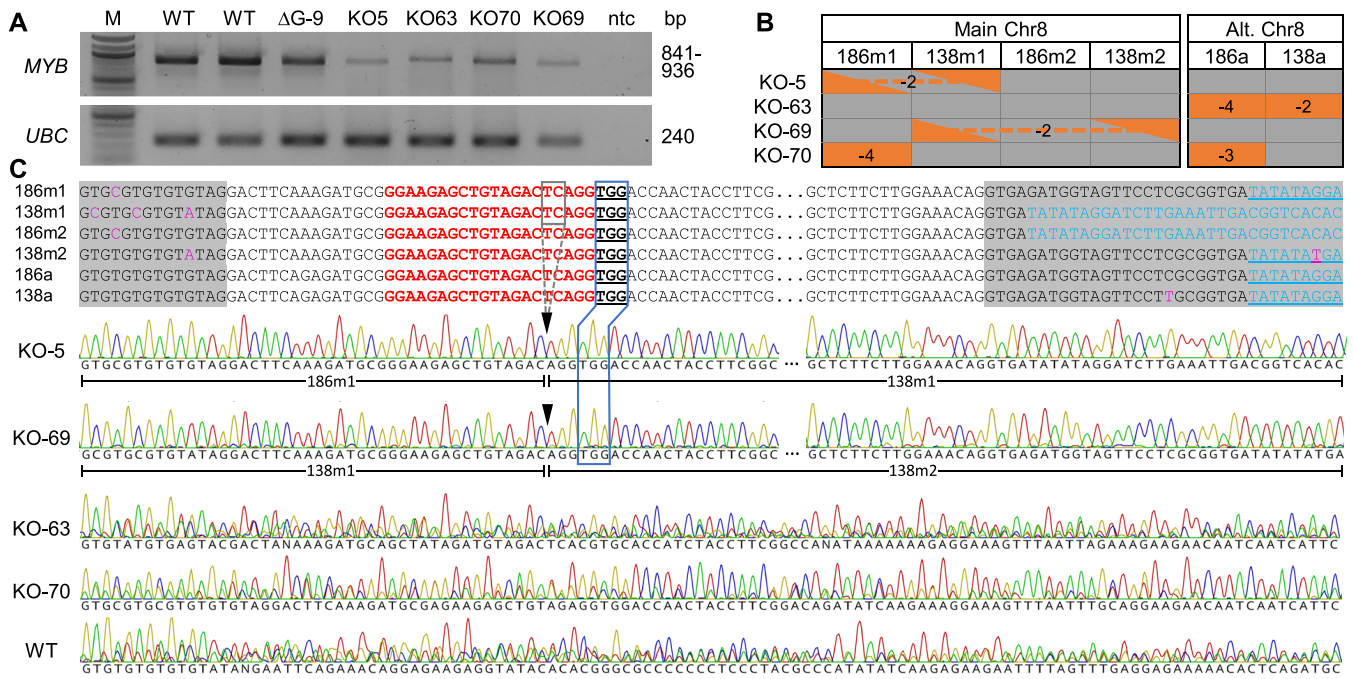 A M WT WT ΔG-9 KO5 KO63 KO70 KO69 ntc bp
MYB 841-
936
UBC 240
B Main Chr8 Alt. Chr8
186m1 138m1 186m2 138m2 186a 138a
KO-5 -2
KO-63 -4 -2
KO-69 -2
KO-70 -4 -3
C
186m1 GTGCGTGTGTGTAGGACTTCAAAGATGCGGGAAGAGCTGTAGACTCAGGTGGACCAACTACCTTCG ... GCTCTTCTTGGAAACAGGTGAGATGGTAGTTCCTCGCGGTGATATATAGGA
138m1 GCGTGCGTGTATAGGACTTCAAAGATGCGGGAAGAGCTGTAGACTCAGGTGGACCAACTACCTTCG ... GCTCTTCTTGGAAACAGGTGATATATAGGATCTTGAAATTGACGGTCACAC
186m2 GTGCGTGTGTGTAGGACTTCAAAGATGCGGGAAGAGCTGTAGACTCAGGTGGACCAACTACCTTCG ... GCTCTTCTTGGAAACAGGTGATATATAGGATCTTGAAATTGACGGTCACAC
138m2 GTGTGTGTGTATAGGACTTCAAAGATGCGGGAAGAGCTGTAGACTCAGGTGGACCAACTACCTTCG ... GCTCTTCTTGGAAACAGGTGAGATGGTAGTTCCTCGCGGTGATATATATGA
186a GTGTGTGTGTGTAGGACTTCAGAGATGCGGGAAGAGCTGTAGACTCAGGTGGACCAACTACCTTCG ... GCTCTTCTTGGAAACAGGTGAGATGGTAGTTCCTCGCGGTGATATATAGGA
138a GTGTGTGTGTGTAGGACTTCAGAGATGCGGGAAGAGCTGTAGACTCAGGTGGACCAACTACCTTCG ... GCTCTTCTTGGAAACAGGTGAGATGGTAGTTCCTTGCGGTGATATATAGGA
KO-5
GTGCGTGTGTGTAGGACTTCAAAGATGCGGGAAGAGCTGTAGACAGGTGGACCAACTACCTTCGGC ... GCTCTTCTTGGAAACAGGTGATATATAGGATCTTGAAATTGACGGTCACAC
186m1 138m1
KO-69
GCGTGCGTGTATAGGACTTCAAAGATGCGGGAAGAGCTGTAGACAGGTGGACCAACTACCTTCGGC ... GCTCTTCTTGGAAACAGGTGAGATGGTAGTTCCTCGCGGTGATATATATGA
138m1 138m2
KO-63
GTGTATGTGAGTACGACTANAAAGATGCAGCTATAGATGTAGACTCACGTGCACCATCTACCTTCGGCCANATAAAAAAAGAGGAAAGTTTAATTAGAAAGAAGAACAATCAATCATTC
KO-70
GTGCGTGCGTGTGTGTAGGACTTCAAAGATGCGAGAAGAGCTGTAGAGGTGGACCAACTACCTTCGGACAGATATCAAGAAAGGAAAGTTTAATTTGCAGGAAGAACAATCAATCATTC
WT
GTGTGTGTGTGTATANGAATTCAGAAACAGGAGAAGAGGTATACACACGGGCGCCCCCCCTCCCTACGCCCATATATCAAGAGAAGAATTTTAGTTTGAGGAGAAAAACACTCAGATGC